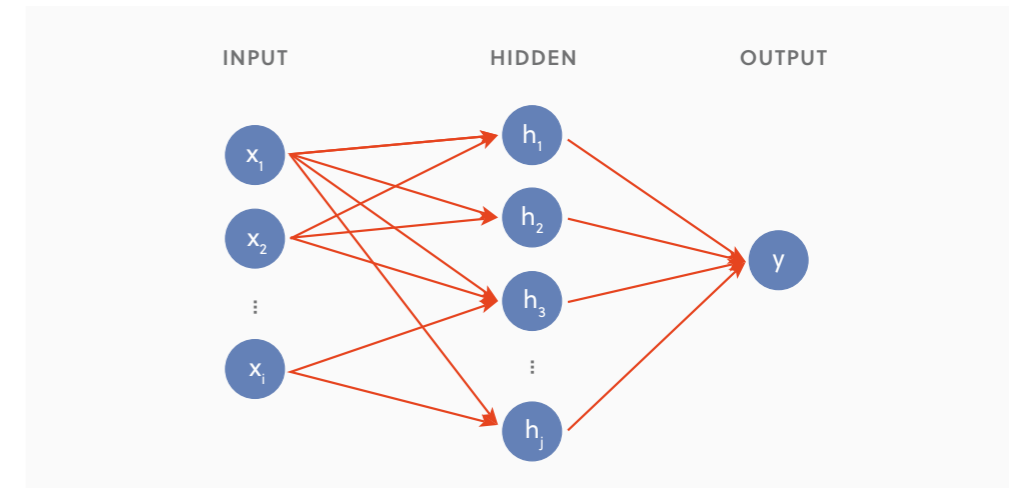 INPUT HIDDEN OUTPUT
x₁ h₁
x₂ h₂
y
h₃
⋮
xᵢ ⋮
hⱼ